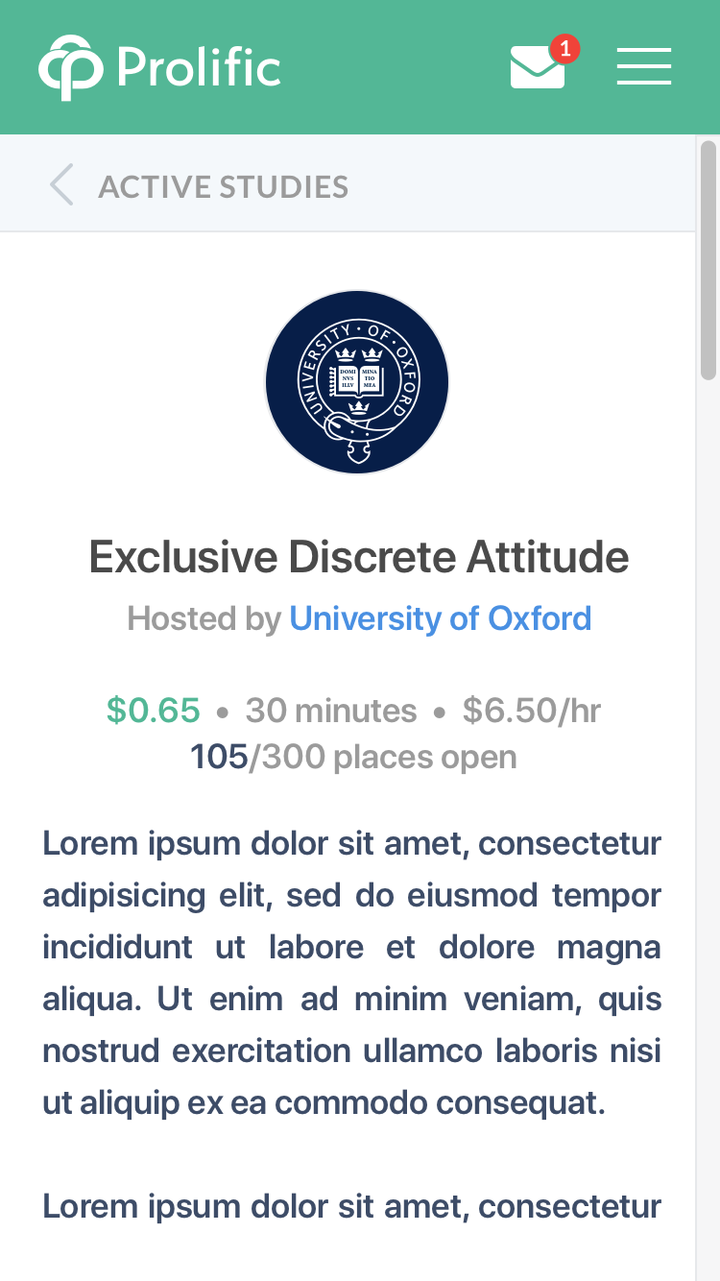 Prolific
1
ACTIVE STUDIES
UNIVERSITY · OF · OXFORD
DOMI MINA
NVS TIO
ILLV MEA
Exclusive Discrete Attitude
Hosted by University of Oxford
$0.65 • 30 minutes • $6.50/hr
105/300 places open
Lorem ipsum dolor sit amet, consectetur
adipisicing elit, sed do eiusmod tempor
incididunt ut labore et dolore magna
aliqua. Ut enim ad minim veniam, quis
nostrud exercitation ullamco laboris nisi
ut aliquip ex ea commodo consequat.
Lorem ipsum dolor sit amet, consectetur